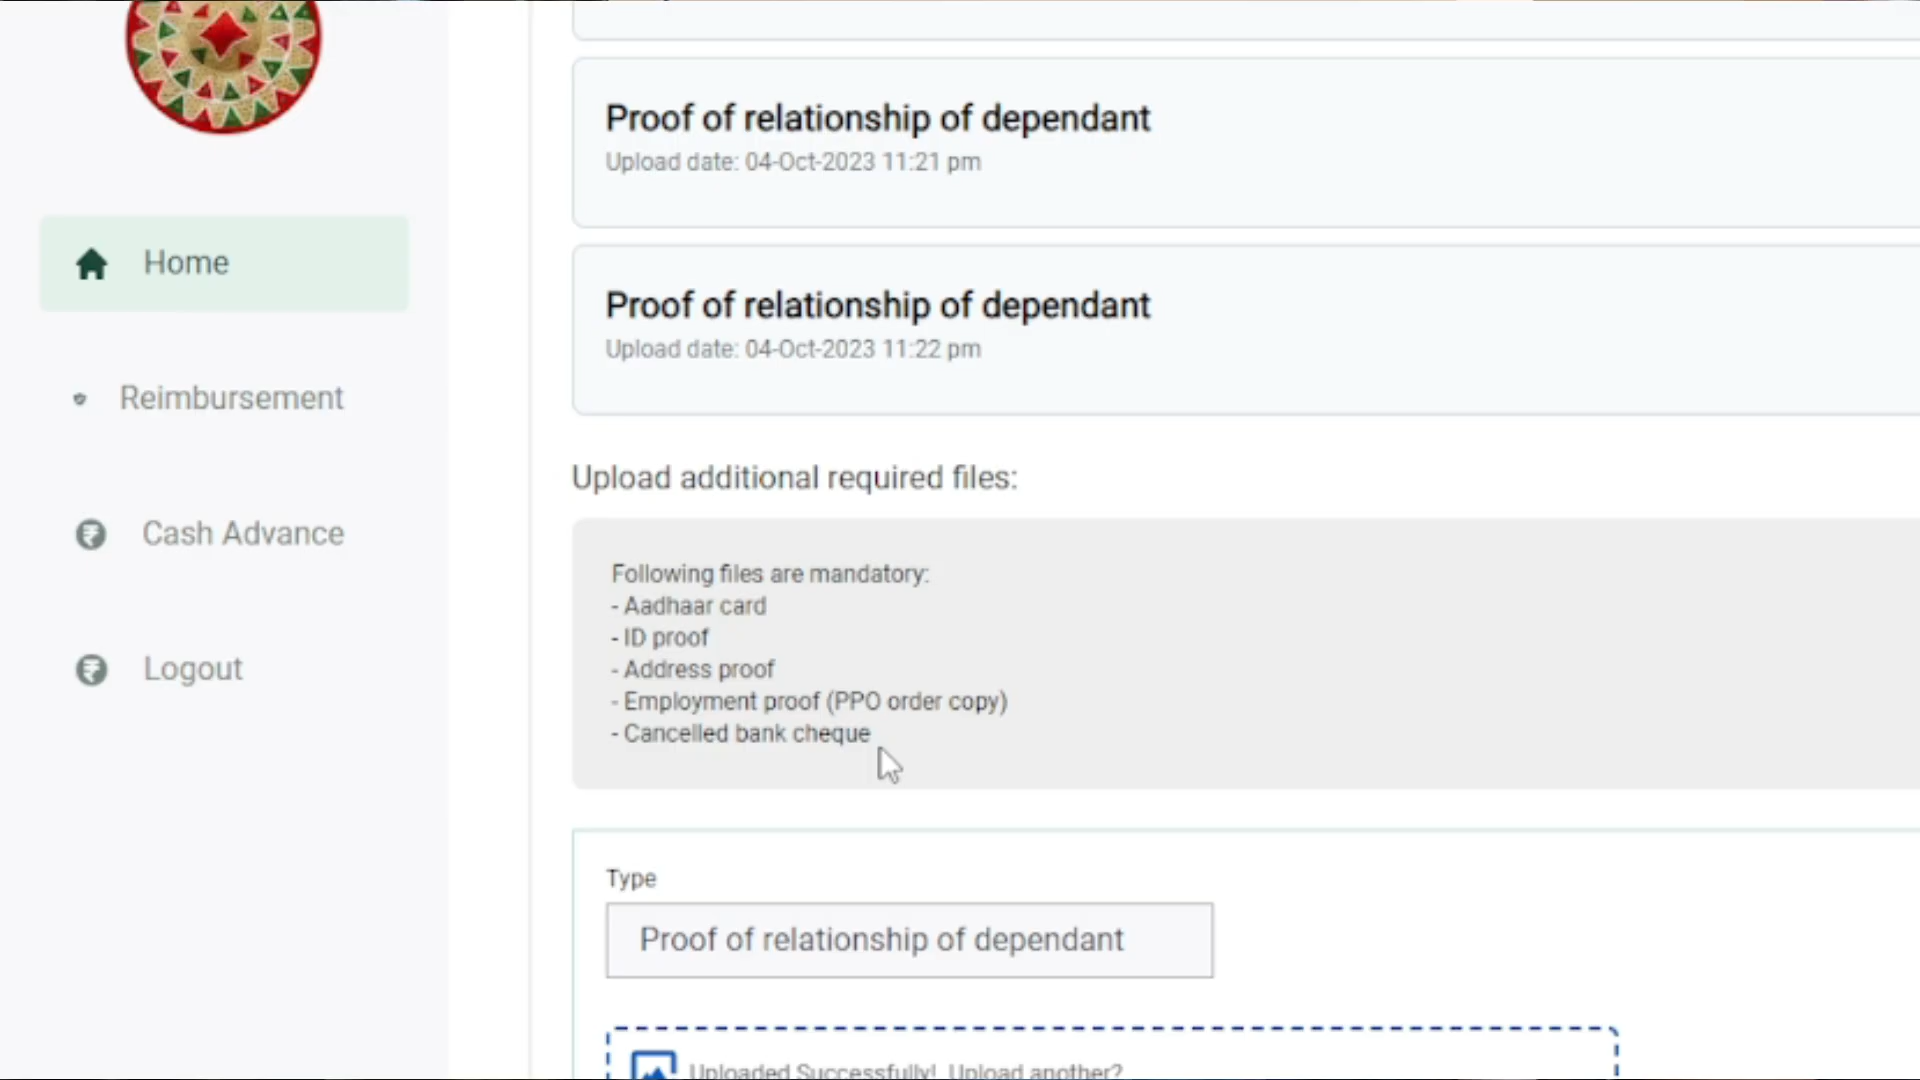 Proof of relationship of dependant
Upload date: 04-Oct-2023 11:21 pm
Proof of relationship of dependant
Upload date: 04-Oct-2023 11:22 pm
Home
Reimbursement
Cash Advance
Logout
Upload additional required files:
Following files are mandatory:
- Aadhaar card
- ID proof
- Address proof
- Employment proof (PPO order copy)
- Cancelled bank cheque
Type
Proof of relationship of dependant
Uploaded Successfully! Upload another?